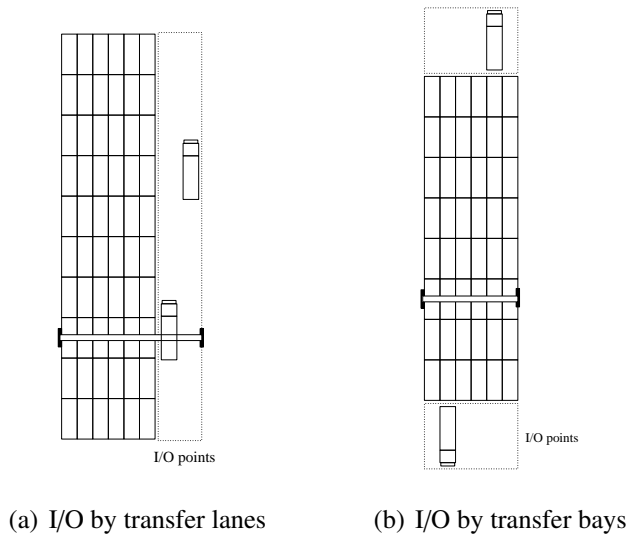 I/O points
I/O points
(a) I/O by transfer lanes
(b) I/O by transfer bays